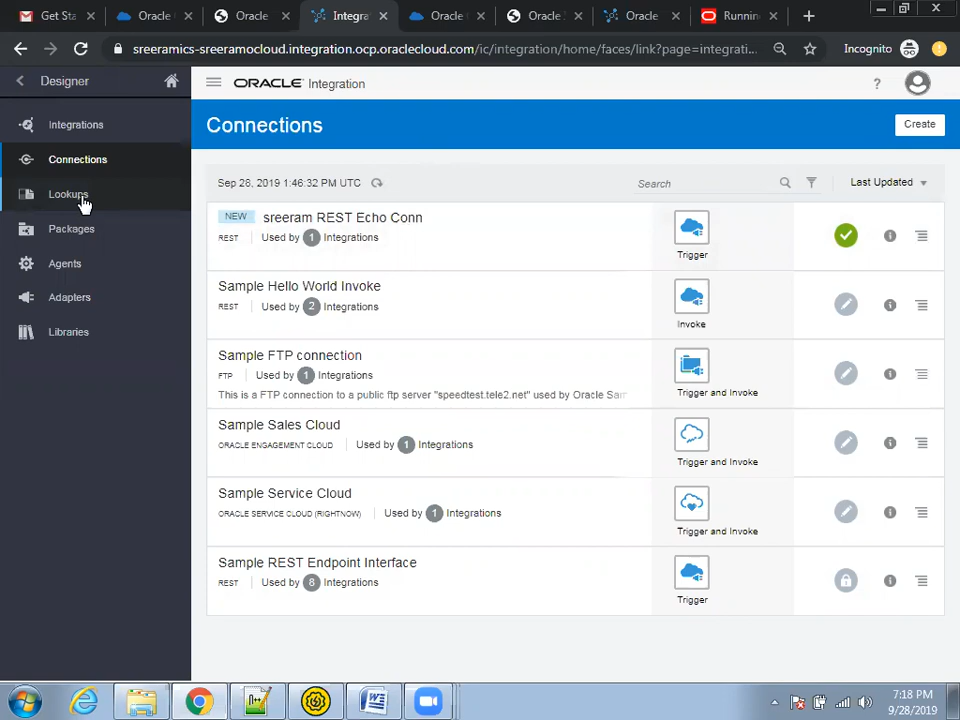 Get Sta
Oracle
Oracle
Integra
Oracle
Oracle
Oracle
Runnin
sreeramics-sreeramocloud.integration.ocp.oraclecloud.com/ic/integration/home/faces/link?page=integrati...
Incognito
Designer
ORACLE Integration
?
Integrations
Connections
Lookups
Packages
Agents
Adapters
Libraries
Connections
Create
Sep 28, 2019 1:46:32 PM UTC
Search
Last Updated
NEW sreeram REST Echo Conn
REST Used by 1 Integrations
Trigger
Sample Hello World Invoke
REST Used by 2 Integrations
Invoke
Sample FTP connection
FTP Used by 1 Integrations
This is a FTP connection to a public ftp server "speedtest.tele2.net" used by Oracle Sam
Trigger and Invoke
Sample Sales Cloud
ORACLE ENGAGEMENT CLOUD Used by 1 Integrations
Trigger and Invoke
Sample Service Cloud
ORACLE SERVICE CLOUD (RIGHTNOW) Used by 1 Integrations
Trigger and Invoke
Sample REST Endpoint Interface
REST Used by 8 Integrations
Trigger
7:18 PM
9/28/2019